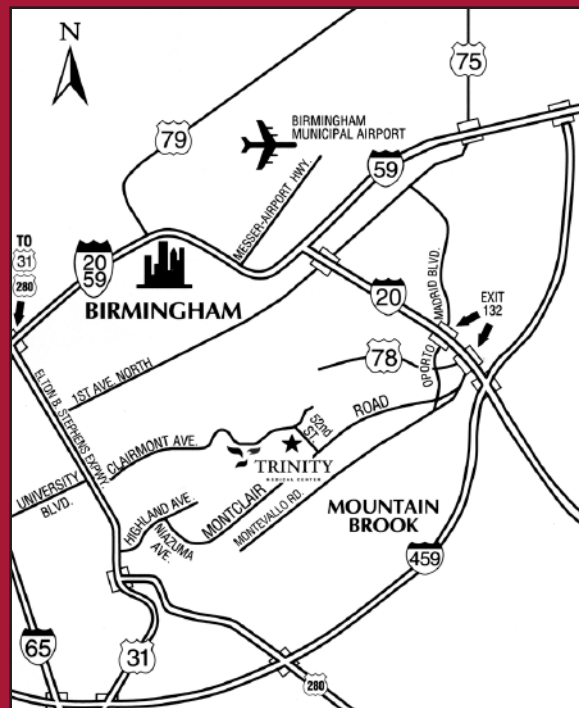 N
75
79
BIRMINGHAM
MUNICIPAL AIRPORT
59
MESSER-AIRPORT HWY.
TO
31
280
20
59
BIRMINGHAM
20
MADRID BLVD.
OPORTO
EXIT
132
78
1ST AVE. NORTH
ELTON B. STEPHENS EXPWY.
CLAIRMONT AVE.
52nd
ST.
ROAD
TRINITY
MEDICAL CENTER
UNIVERSITY
BLVD.
HIGHLAND AVE.
NIAZUMA
AVE.
MONTCLAIR
MONTEVALLO RD.
MOUNTAIN
BROOK
459
65
31
280